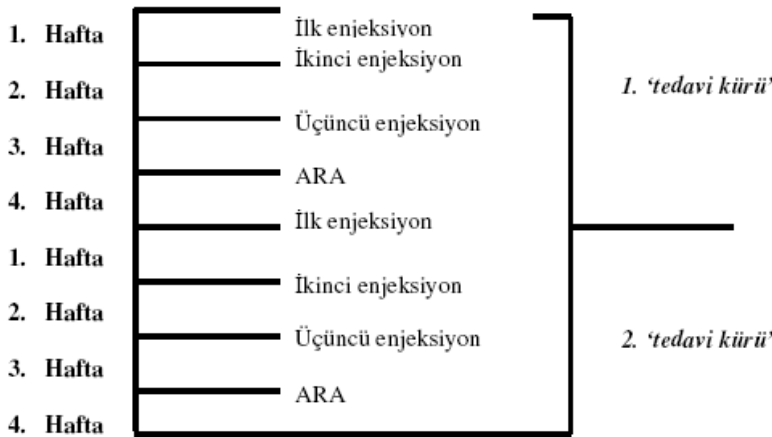 1. Hafta
İlk enjeksiyon
İkinci enjeksiyon
2. Hafta
1. ‘tedavi kürü’
Üçüncü enjeksiyon
3. Hafta
ARA
4. Hafta
İlk enjeksiyon
1. Hafta
İkinci enjeksiyon
2. Hafta
Üçüncü enjeksiyon
2. ‘tedavi kürü’
3. Hafta
ARA
4. Hafta